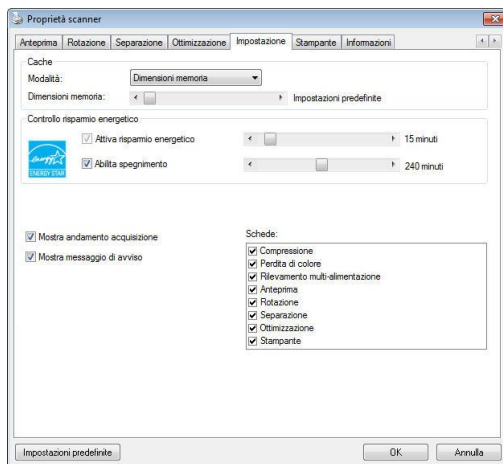 Proprietà scanner
Anteprima Rotazione Separazione Ottimizzazione Impostazione Stampante Informazioni
Cache
Modalità: Dimensioni memoria
Dimensioni memoria: Impostazioni predefinite
Controllo risparmio energetico
Attiva risparmio energetico 15 minuti
energy
ENERGY STAR
Abilita spegnimento 240 minuti
Mostra andamento acquisizione
Mostra messaggio di avviso
Schede:
Compressione
Perdita di colore
Rilevamento multi-alimentazione
Anteprima
Rotazione
Separazione
Ottimizzazione
Stampante
Impostazioni predefinite OK Annulla